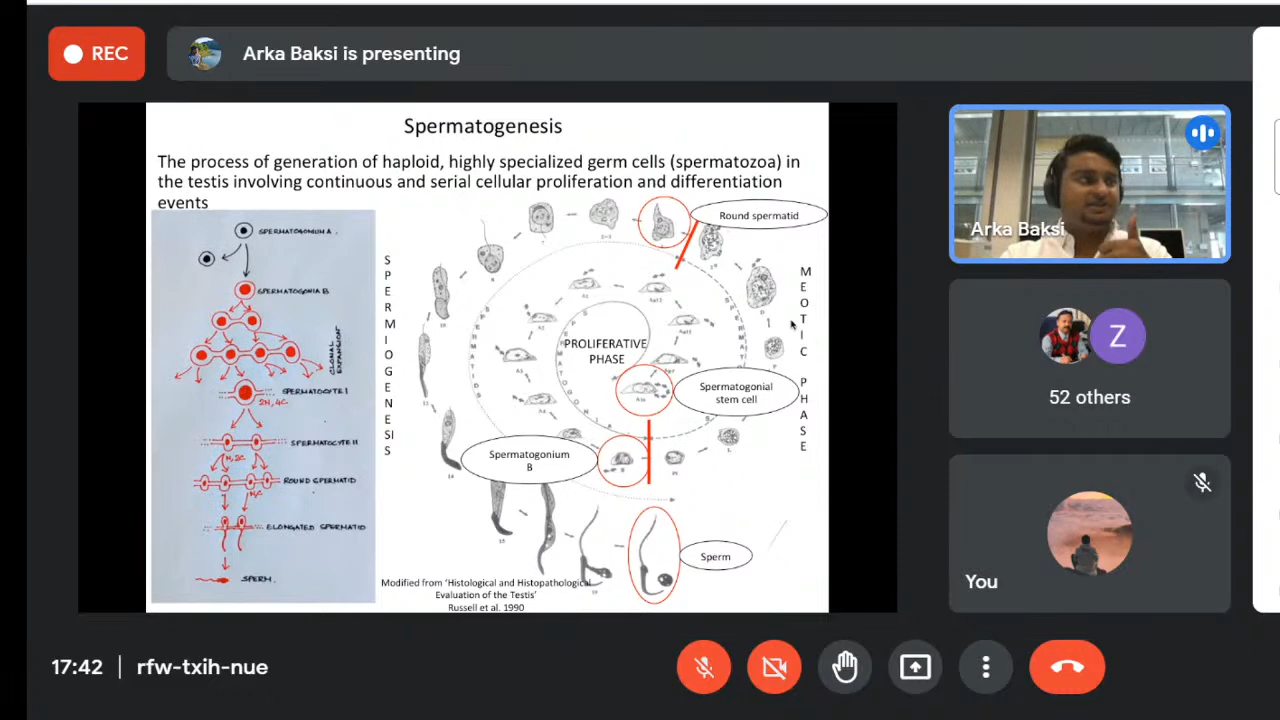 REC
Arka Baksi is presenting
Spermatogenesis
The process of generation of haploid, highly specialized germ cells (spermatozoa) in
the testis involving continuous and serial cellular proliferation and differentiation
events
SPERMATOGONIUM A.
SPERMATOGONIA B
CLONAL
EXPANSION
SPERMATOCYTE I
2N, 4C
SPERMATOCYTE II
N,2C
ROUND SPERMATID
N,C
ELONGATED SPERMATID
SPERM.
SPERMIOGENESIS
Round spermatid
MEOTIC PHASE
PROLIFERATIVE
PHASE
SPERMATIDS
SPERMATOGONIA
Spermatogonial
stem cell
Spermatogonium
B
Sperm
Modified from 'Histological and Histopathological
Evaluation of the Testis'
Russell et al. 1990
Arka Baksi
Z
52 others
You
17:42 | rfw-txih-nue